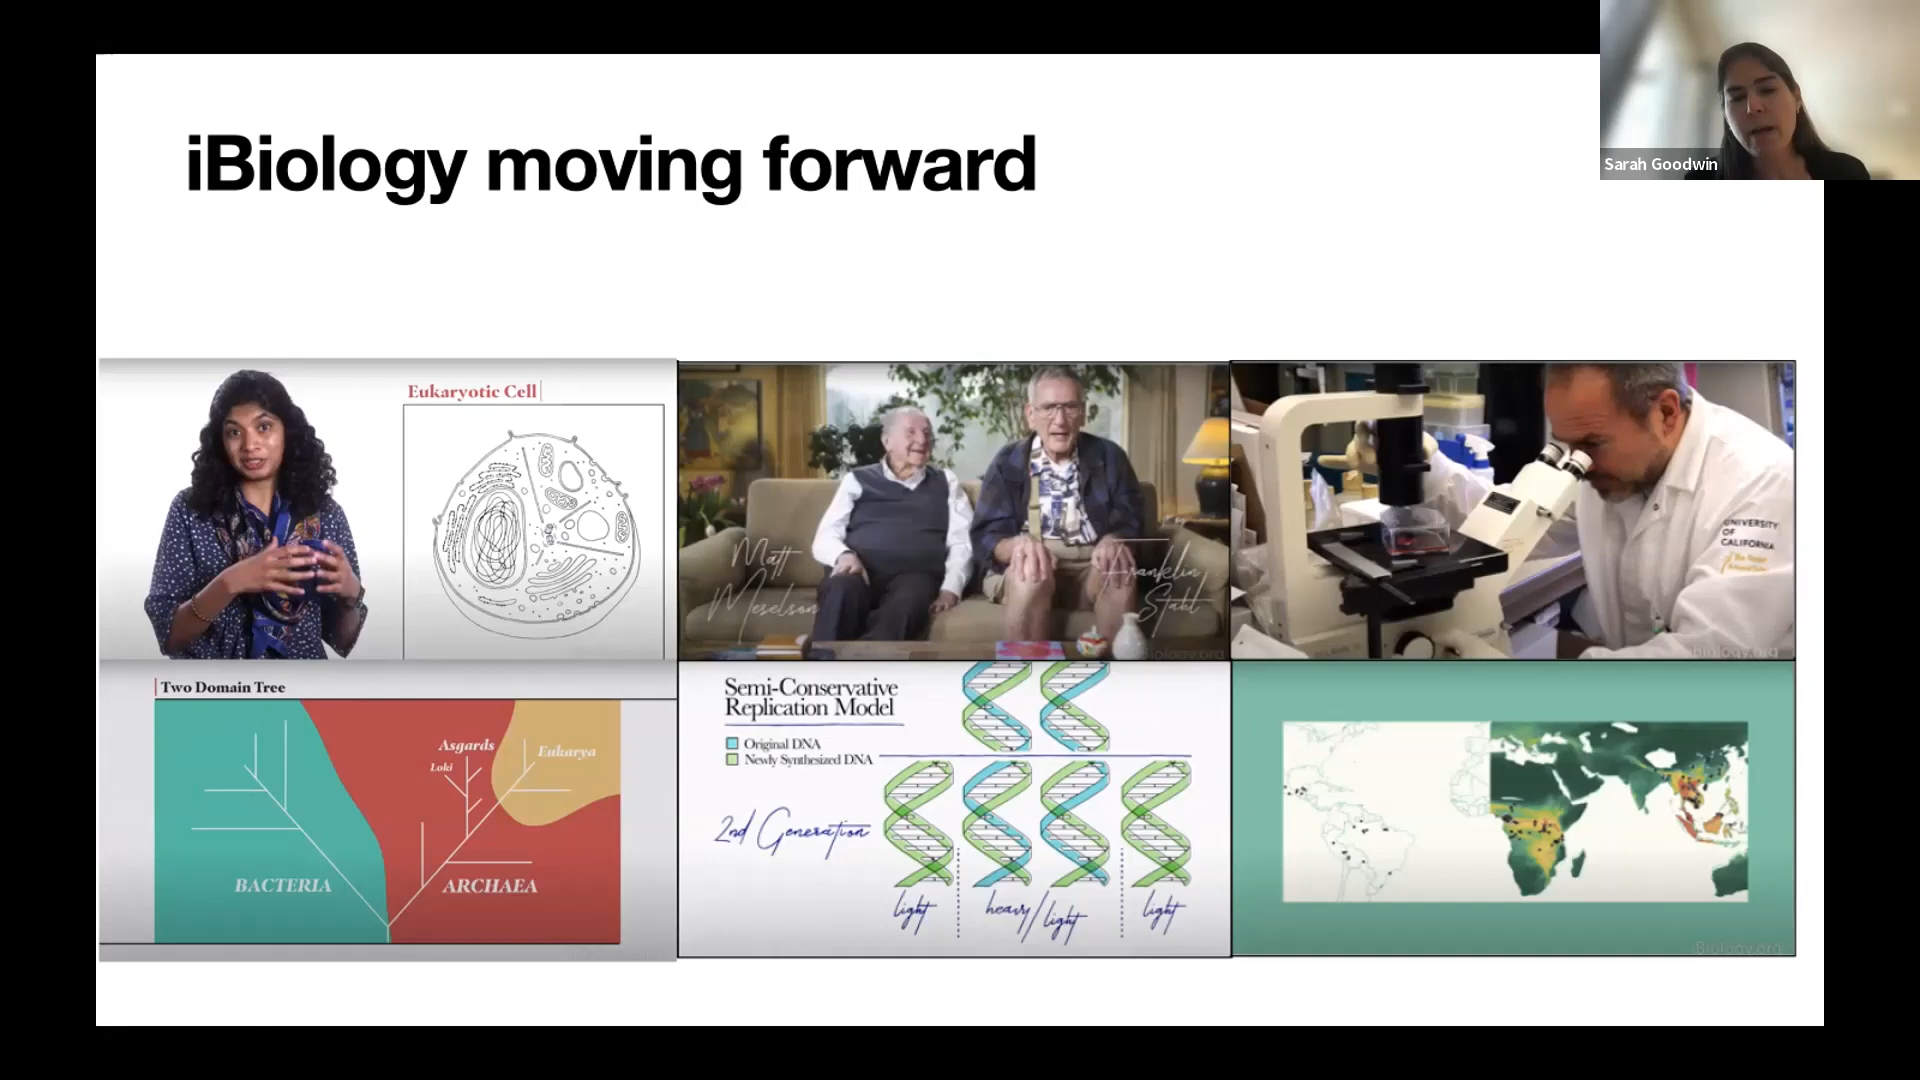 iBiology moving forward
Sarah Goodwin
Eukaryotic Cell
Matt
Meselson
Franklin
Stahl
UNIVERSITY
OF
CALIFORNIA
iBiology.org
Two Domain Tree
Asgards
Loki
Eukarya
BACTERIA
ARCHAEA
Semi-Conservative
Replication Model
Original DNA
Newly Synthesized DNA
2nd Generation
light
heavy/light
light
iBiology.org